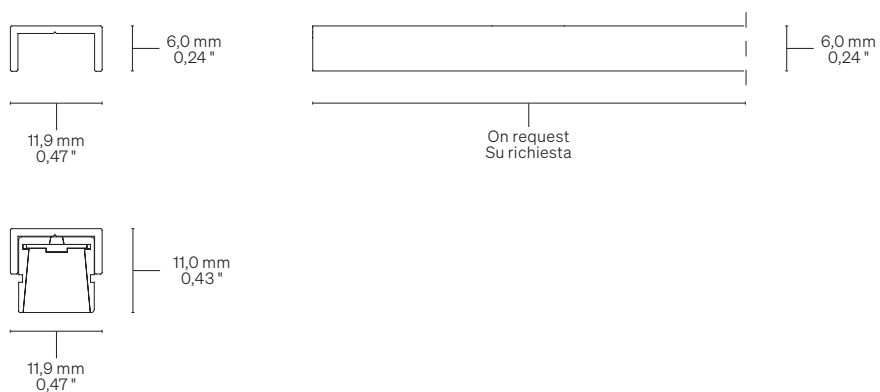 6,0 mm
0,24 "
6,0 mm
0,24 "
11,9 mm
0,47 "
On request
Su richiesta
11,0 mm
0,43 "
11,9 mm
0,47 "